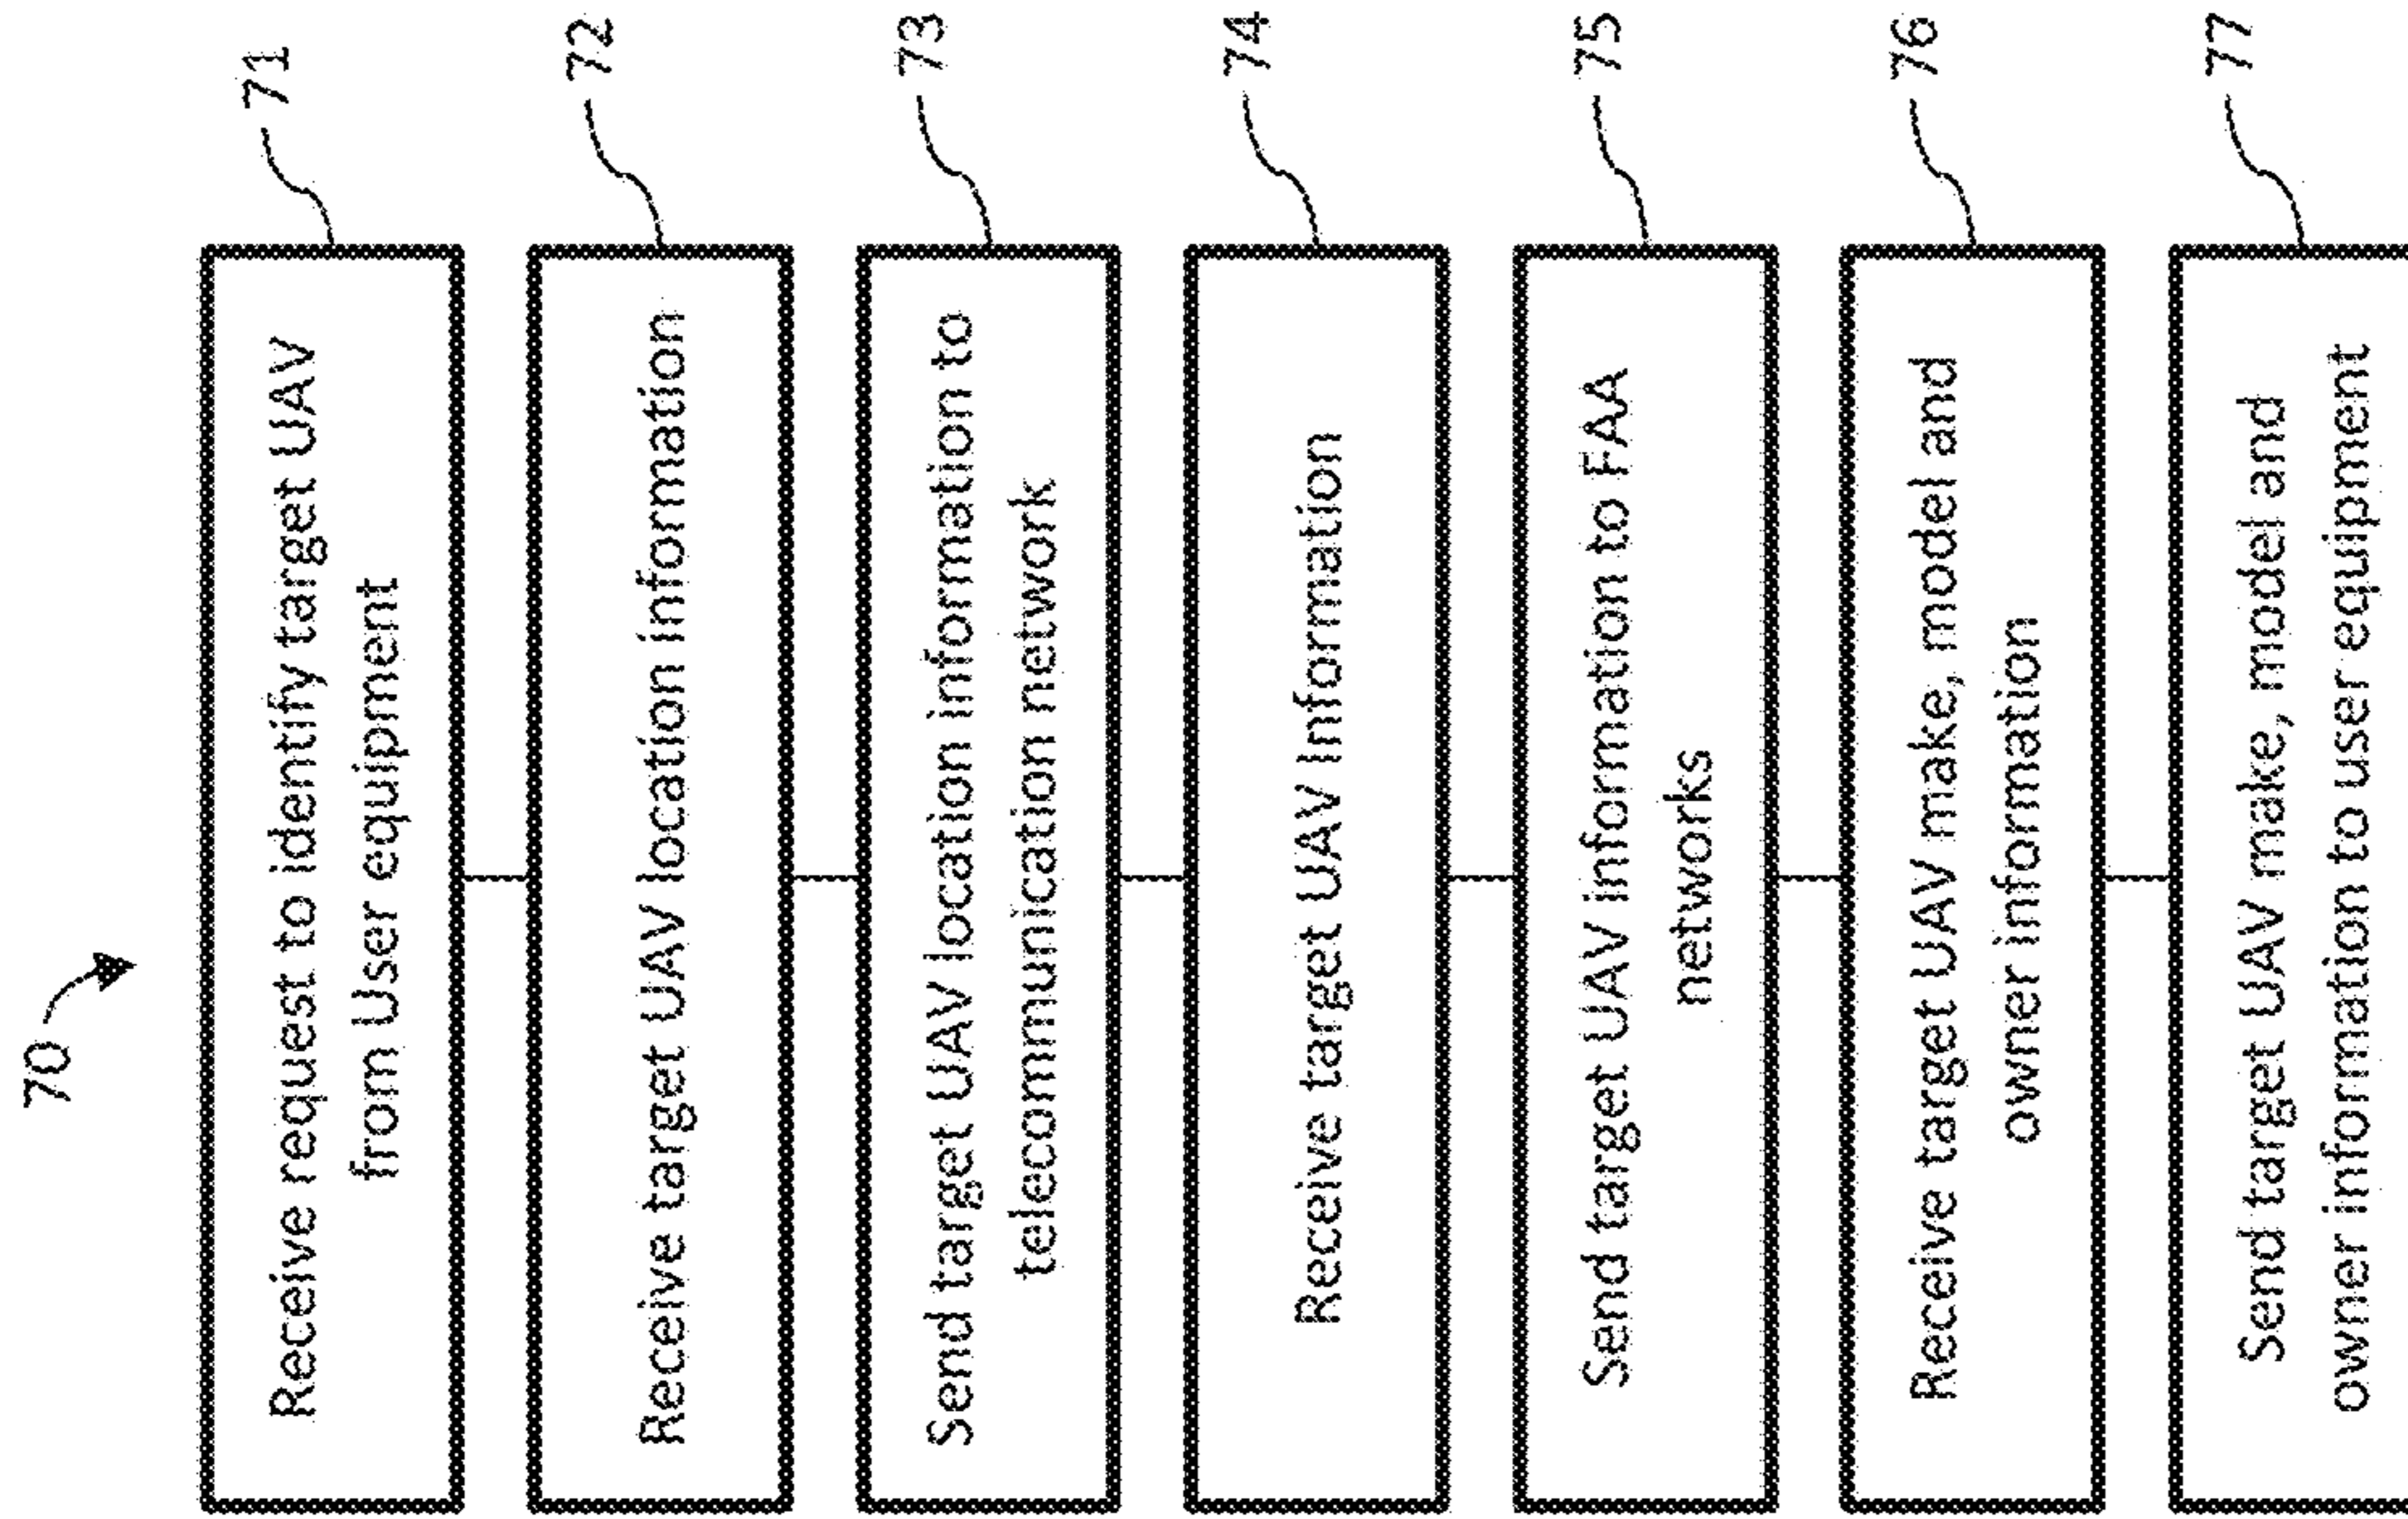 70
Receive request to identify target UAV
from User equipment
71
Receive target UAV location information
72
Send target UAV location information to
telecommunication network
73
Receive target UAV Information
74
Send target UAV information to FAA
networks
75
Receive target UAV make, model and
owner information
76
Send target UAV make, model and
owner information to user equipment
77